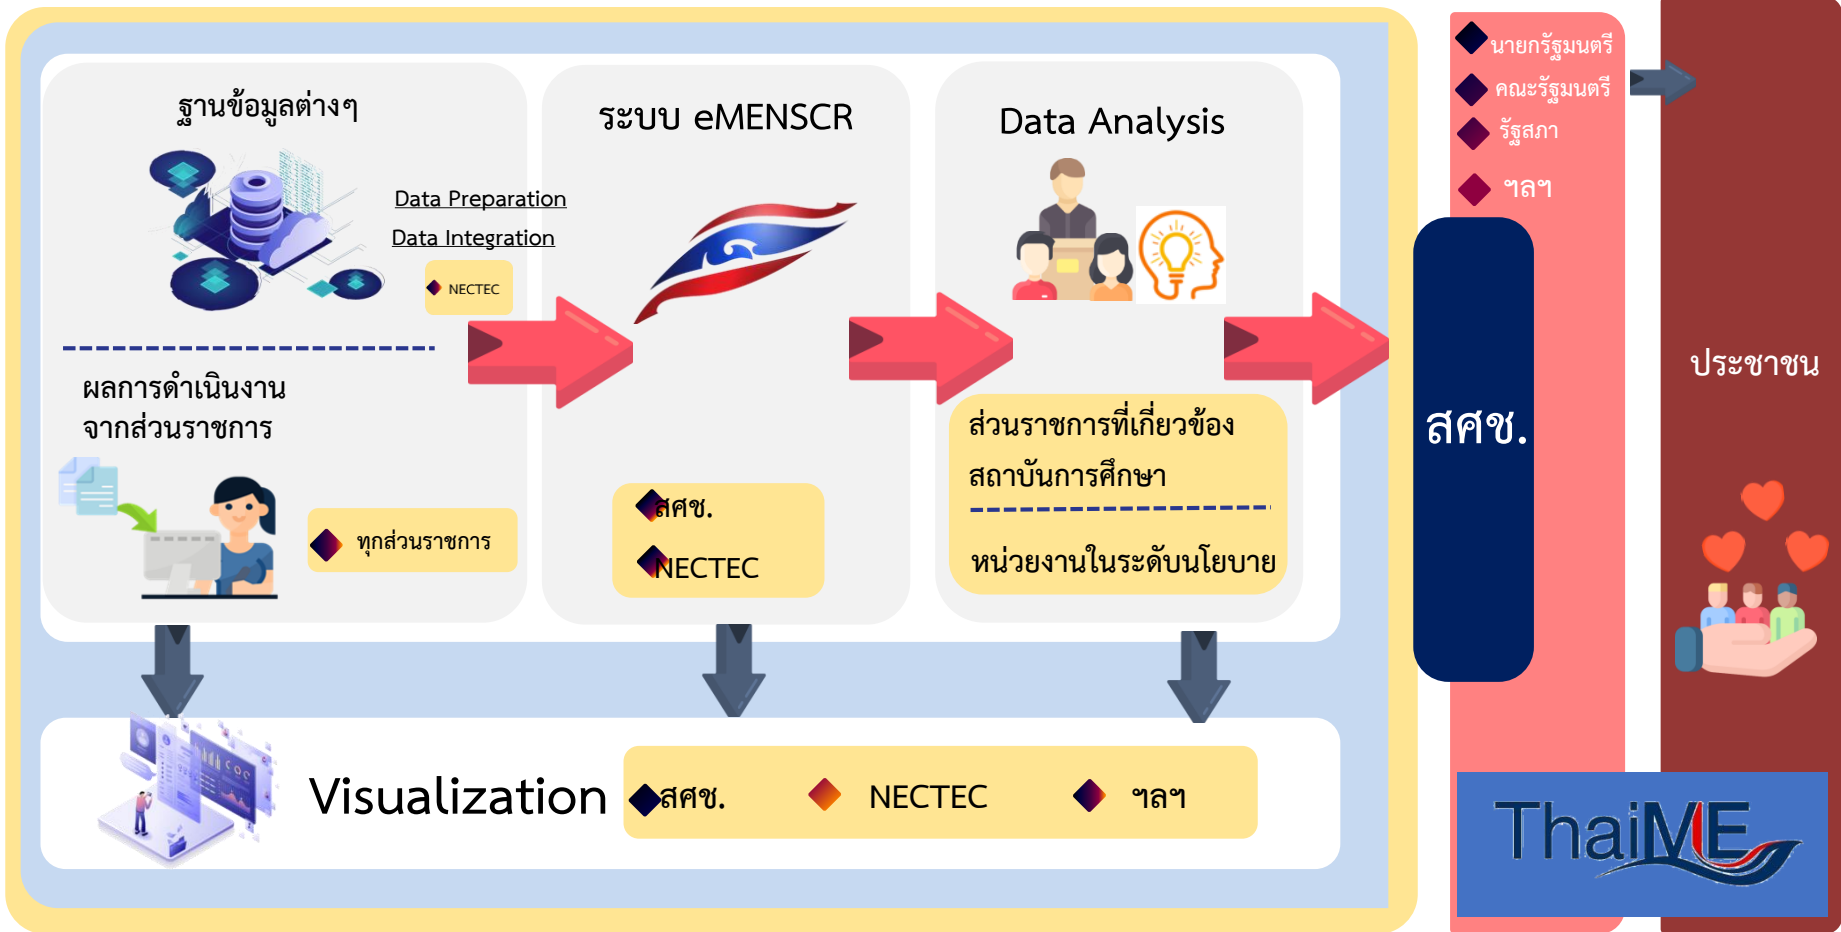 ฐานข้อมูลต่างๆ
Data Preparation
Data Integration
NECTEC
ผลการดำเนินงาน
จากส่วนราชการ
ทุกส่วนราชการ
ระบบ eMENSCR
สศช.
NECTEC
Data Analysis
ส่วนราชการที่เกี่ยวข้อง
สถาบันการศึกษา
หน่วยงานในระดับนโยบาย
Visualization
สศช.
NECTEC
ฯลฯ
นายกรัฐมนตรี
คณะรัฐมนตรี
รัฐสภา
ฯลฯ
สศช.
ประชาชน
ThaiME